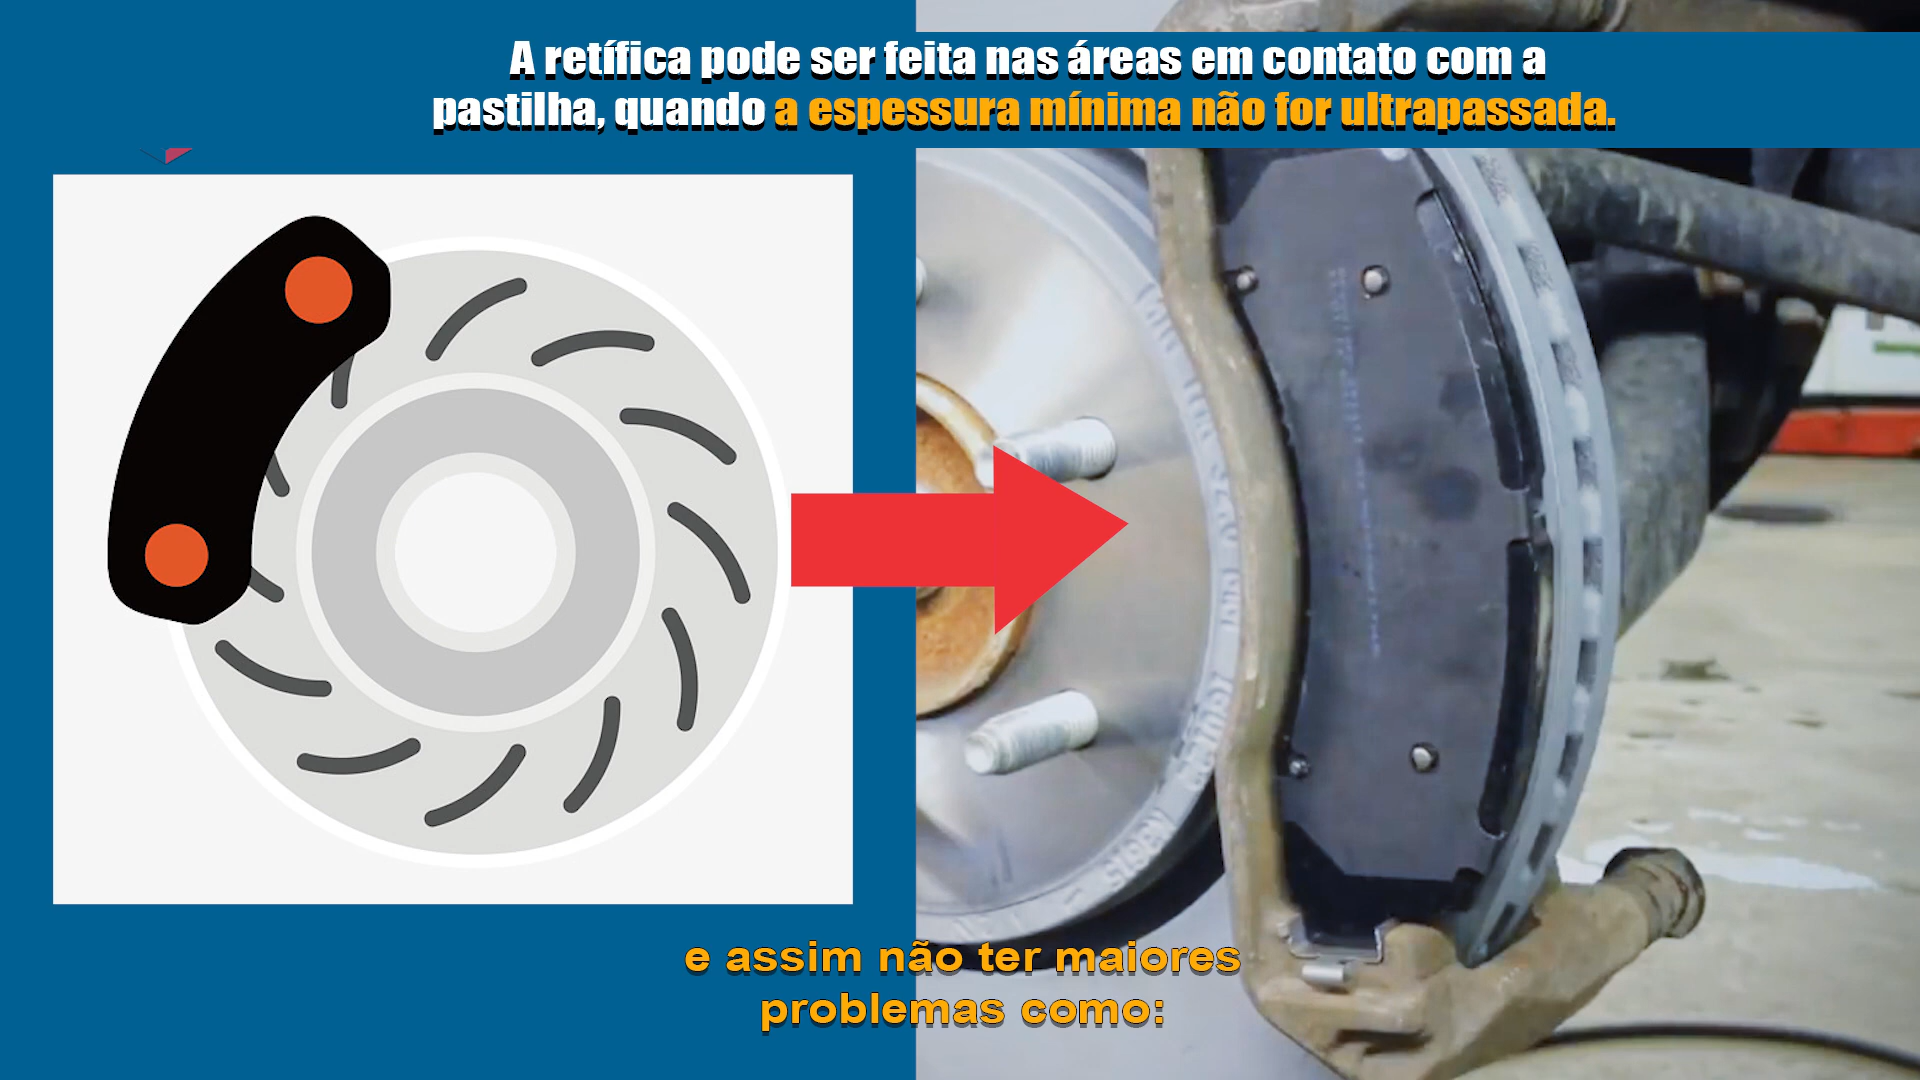 A retífica pode ser feita nas áreas em contato com a
pastilha, quando a espessura mínima não for ultrapassada.
e assim não ter maiores
problemas como: